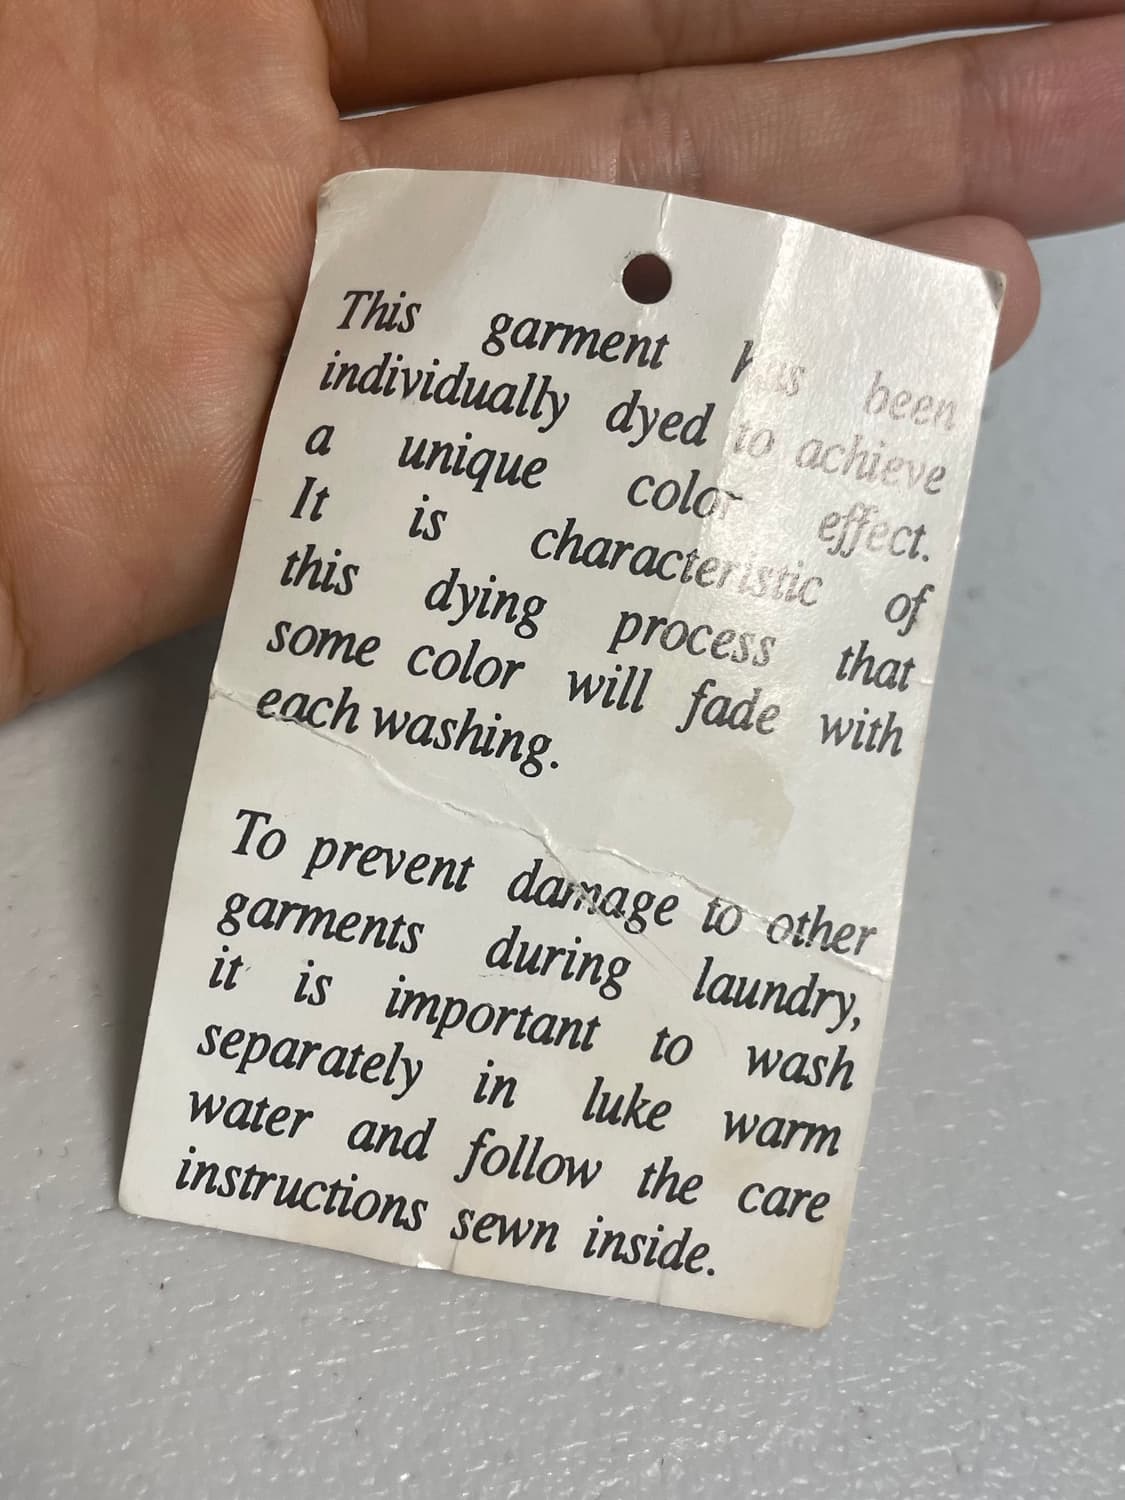 This garment has been
individually dyed to achieve
a unique color effect.
It is characteristic of
this dying process that
some color will fade with
each washing.
To prevent damage to other
garments during laundry,
it is important to wash
separately in luke warm
water and follow the care
instructions sewn inside.